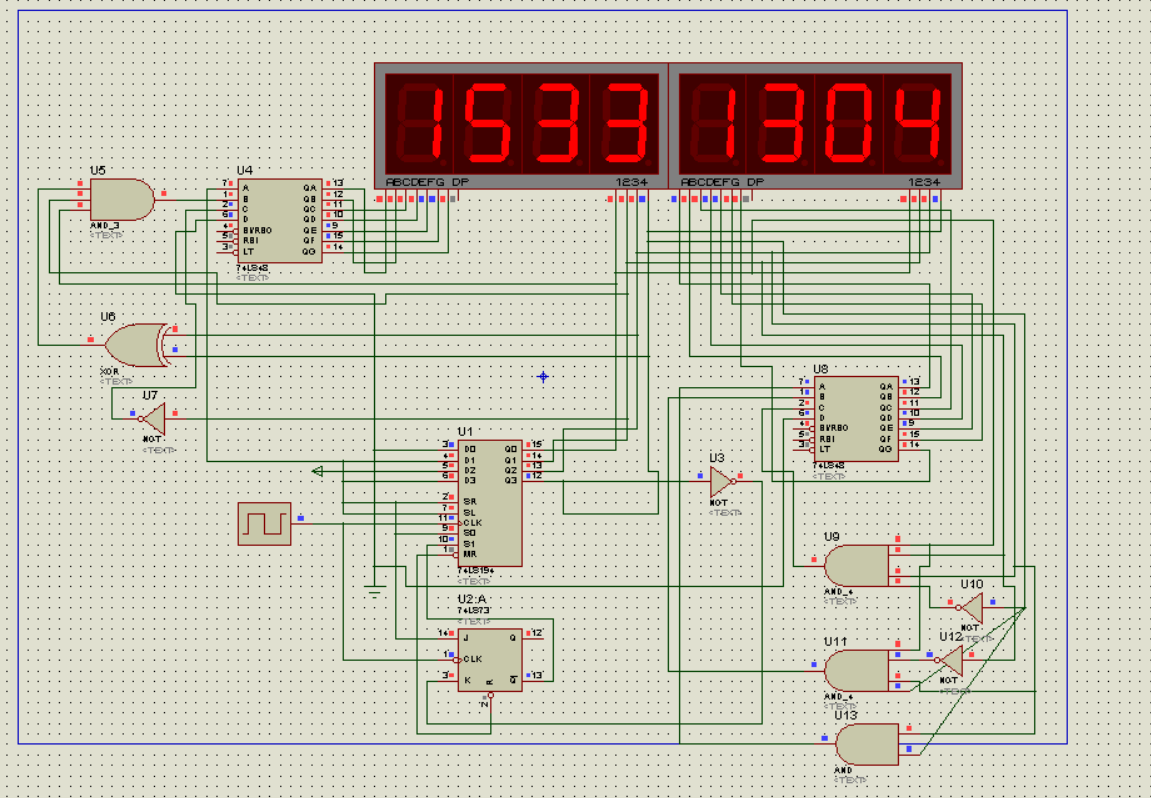 1533 1304
ABCDEFG DP
1234
ABCDEFG DP
1234
U5
AND_3
<TEXT>
U4
7 A QA 13
1 B QB 12
2 C QC 11
6 D QD 10
4 BI/RBO QE 9
5 RBI QF 15
3 LT QG 14
74LS48
<TEXT>
U6
XOR
<TEXT>
U7
NOT
<TEXT>
U8
7 A QA 13
1 B QB 12
2 C QC 11
6 D QD 10
4 BI/RBO QE 9
5 RBI QF 15
3 LT QG 14
74LS48
<TEXT>
U1
3 D0 Q0 15
4 D1 Q1 14
5 D2 Q2 13
6 D3 Q3 12
2 SR
7 SL
11 CLK
9 S0
10 S1
1 MR
74LS194
<TEXT>
U3
NOT
<TEXT>
U2:A
74LS73
<TEXT>
14 J Q 12
1 CLK
3 K Q 13
R
2
U9
AND_4
<TEXT>
U10
NOT
<TEXT>
U11
AND_4
<TEXT>
U12
NOT
<TEXT>
U13
AND
<TEXT>